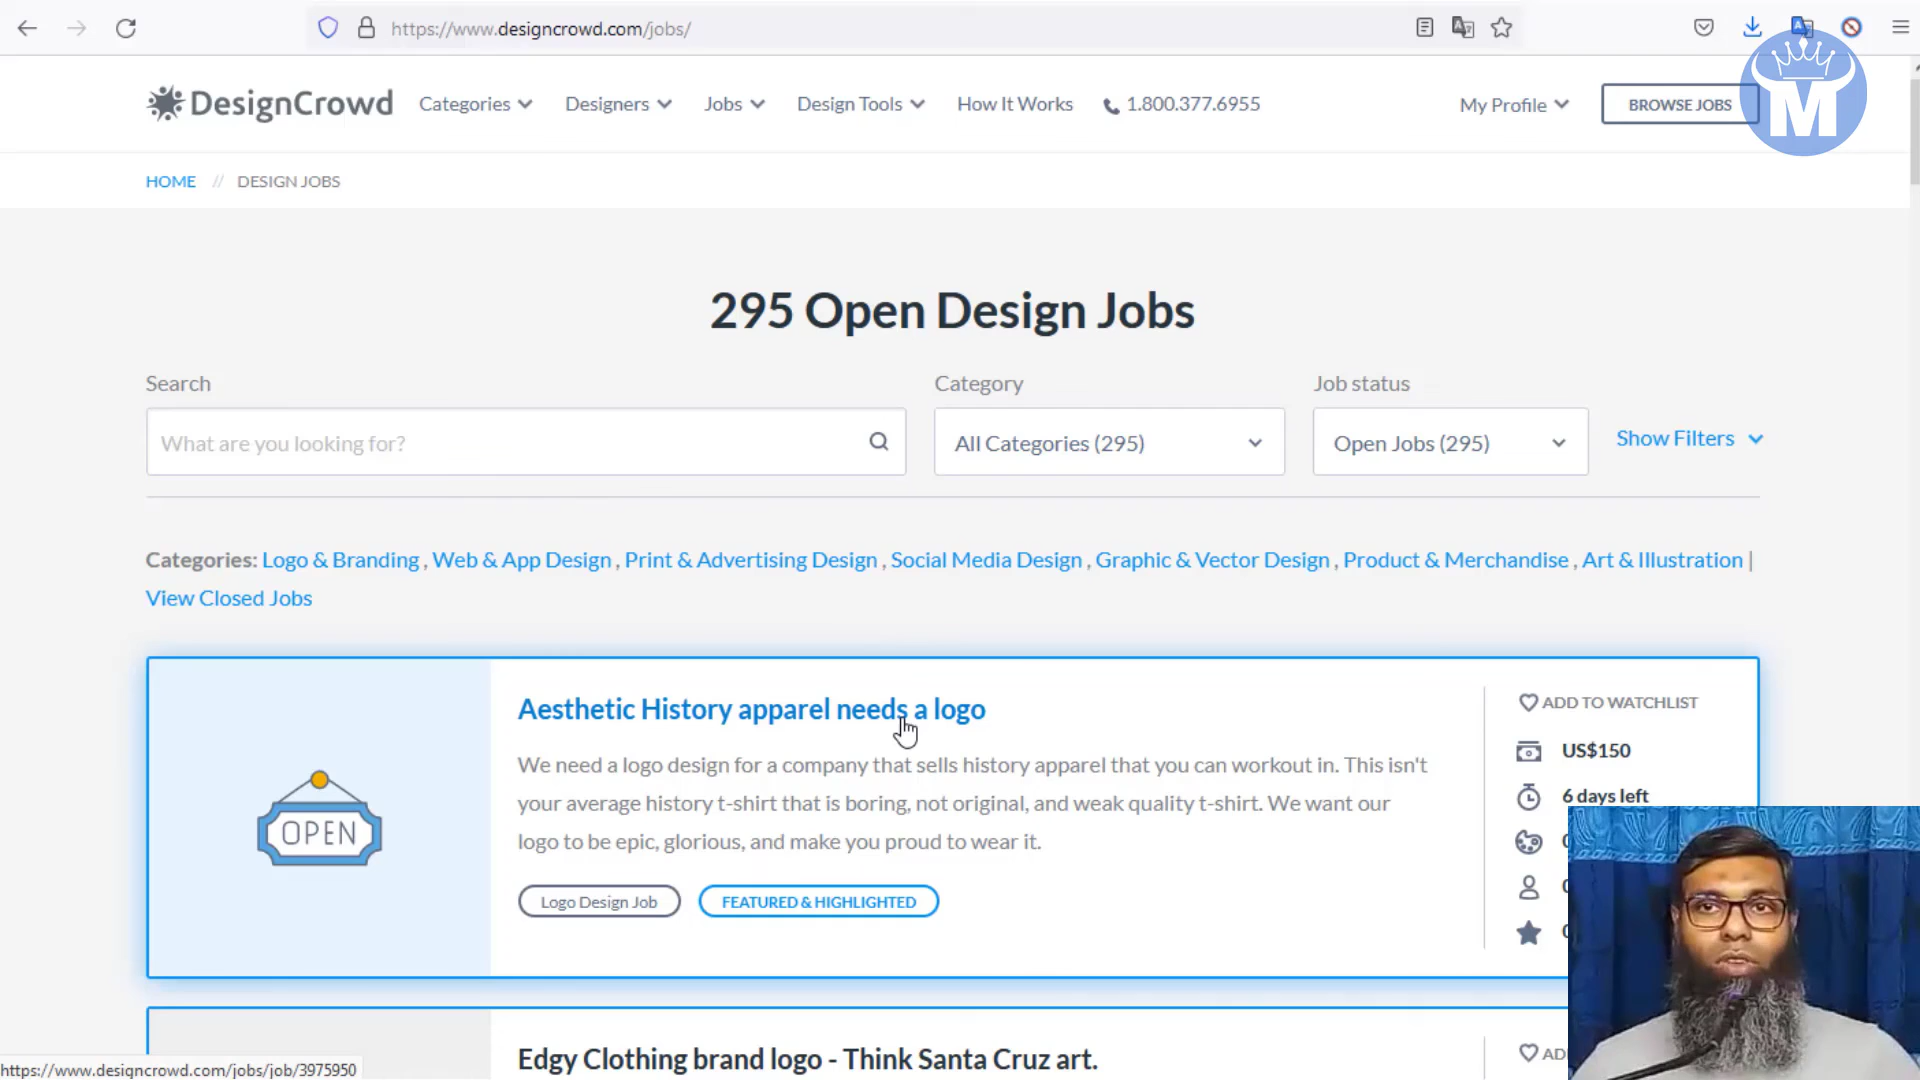 https://www.designcrowd.com/jobs/
DesignCrowd Categories Designers Jobs Design Tools How It Works 1.800.377.6955 My Profile BROWSE JOBS
M
HOME // DESIGN JOBS
295 Open Design Jobs
Search Category Job status
What are you looking for? All Categories (295) Open Jobs (295) Show Filters
Categories: Logo & Branding , Web & App Design , Print & Advertising Design , Social Media Design , Graphic & Vector Design , Product & Merchandise , Art & Illustration |
View Closed Jobs
OPEN
Aesthetic History apparel needs a logo
We need a logo design for a company that sells history apparel that you can workout in. This isn't
your average history t-shirt that is boring, not original, and weak quality t-shirt. We want our
logo to be epic, glorious, and make you proud to wear it.
Logo Design Job FEATURED & HIGHLIGHTED
ADD TO WATCHLIST
US$150
6 days left
Edgy Clothing brand logo - Think Santa Cruz art.
AD
https://www.designcrowd.com/jobs/job/3975950